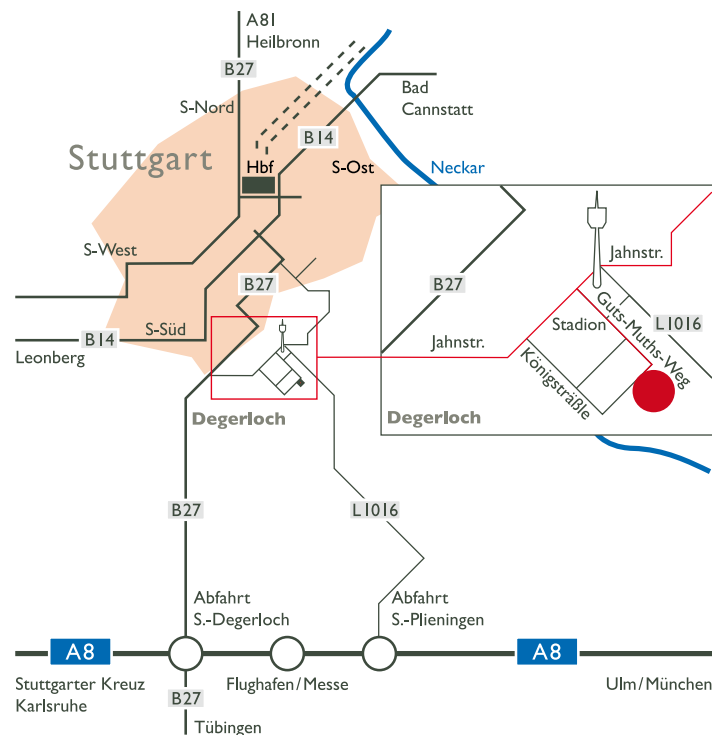 A81
Heilbronn
B27
Bad
Cannstatt
S-Nord
B14
Stuttgart
Hbf
S-Ost
Neckar
S-West
Jahnstr.
B27
B27
Guts-Muths-Weg
Stadion
L1016
S-Süd
B14
Leonberg
Jahnstr.
Königsträßle
Degerloch
Degerloch
B27
L1016
Abfahrt
S.-Degerloch
Abfahrt
S.-Plieningen
A8
A8
Stuttgarter Kreuz
Karlsruhe
B27
Flughafen/Messe
Ulm/München
Tübingen